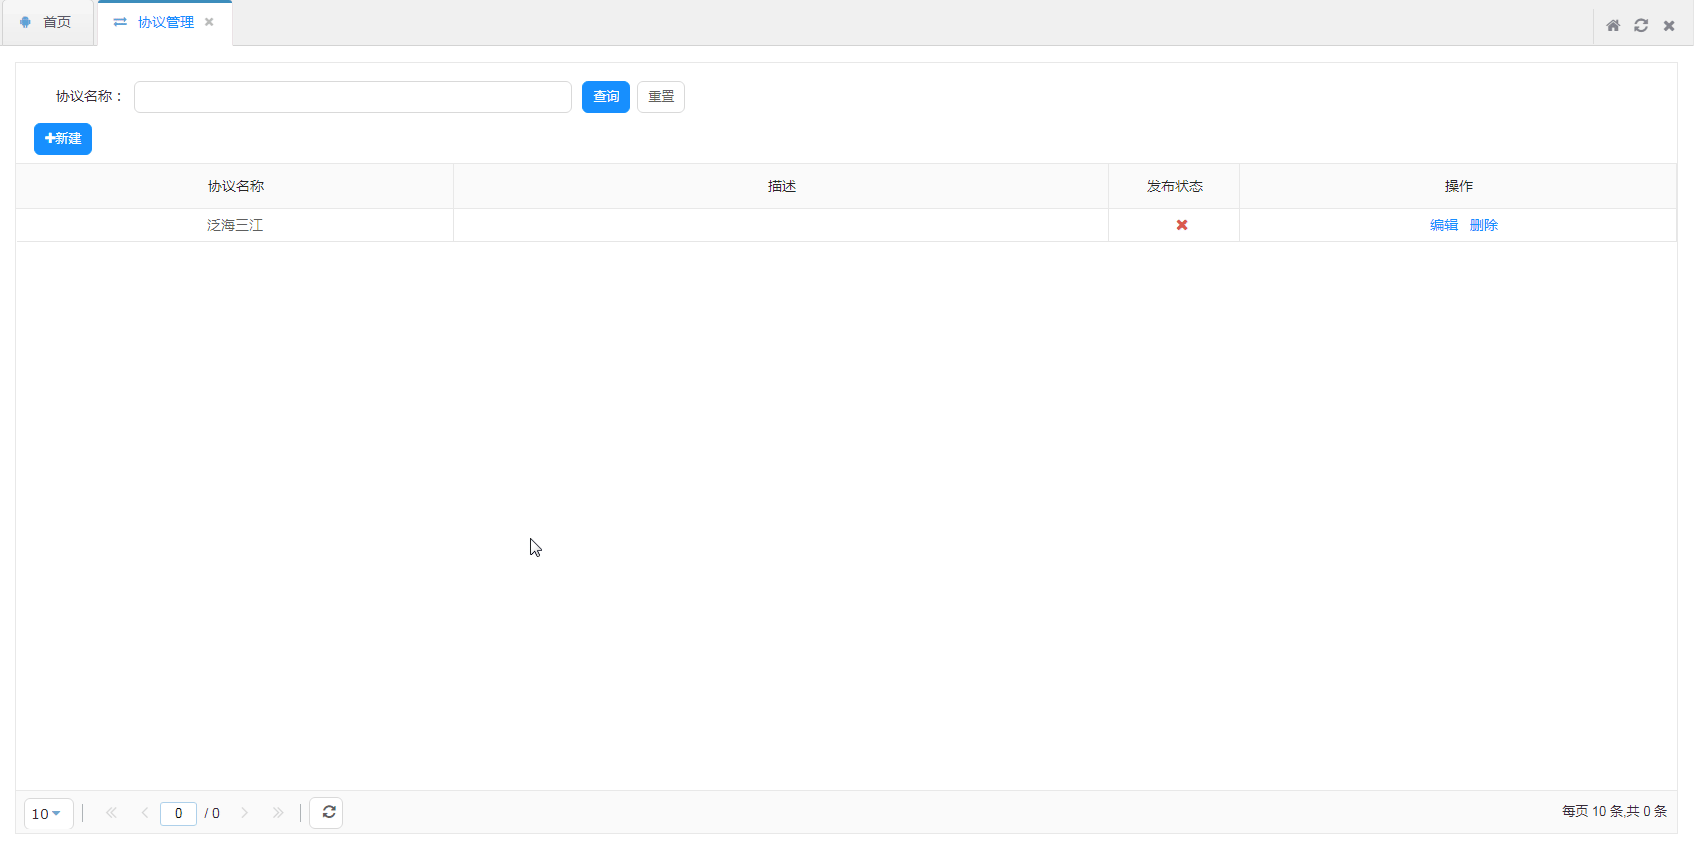 首页 协议管理
协议名称：
查询 重置
新建
协议名称 描述 发布状态 操作
泛海三江 编辑 删除
10 0 / 0 每页 10 条,共 0 条